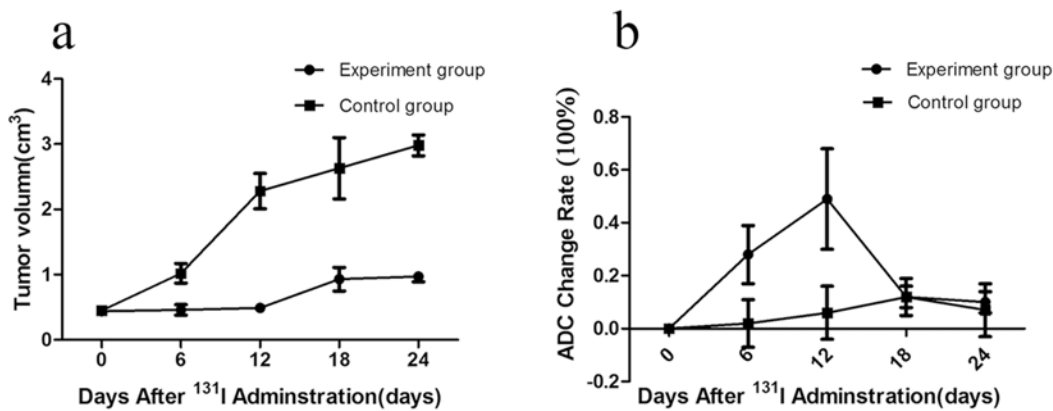 a
Experiment group
Control group
Tumor volumn(cm³)
4
3
2
1
0
0 6 12 18 24
Days After ¹³¹I Adminstration(days)
b
Experiment group
Control group
ADC Change Rate (100%)
0.8
0.6
0.4
0.2
0.0
-0.2
0 6 12 18 24
Days After ¹³¹I Adminstration(days)